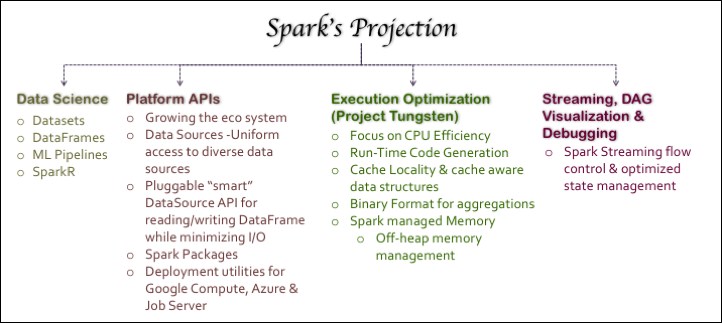 Spark's Projection
Data Science
o Datasets
o DataFrames
o ML Pipelines
o SparkR
Platform APIs
o Growing the eco system
o Data Sources -Uniform
access to diverse data
sources
o Pluggable “smart”
DataSource API for
reading/writing DataFrame
while minimizing I/O
o Spark Packages
o Deployment utilities for
Google Compute, Azure &
Job Server
Execution Optimization
(Project Tungsten)
o Focus on CPU Efficiency
o Run-Time Code Generation
o Cache Locality & cache aware
data structures
o Binary Format for aggregations
o Spark managed Memory
o Off-heap memory
management
Streaming, DAG
Visualization &
Debugging
o Spark Streaming flow
control & optimized
state management